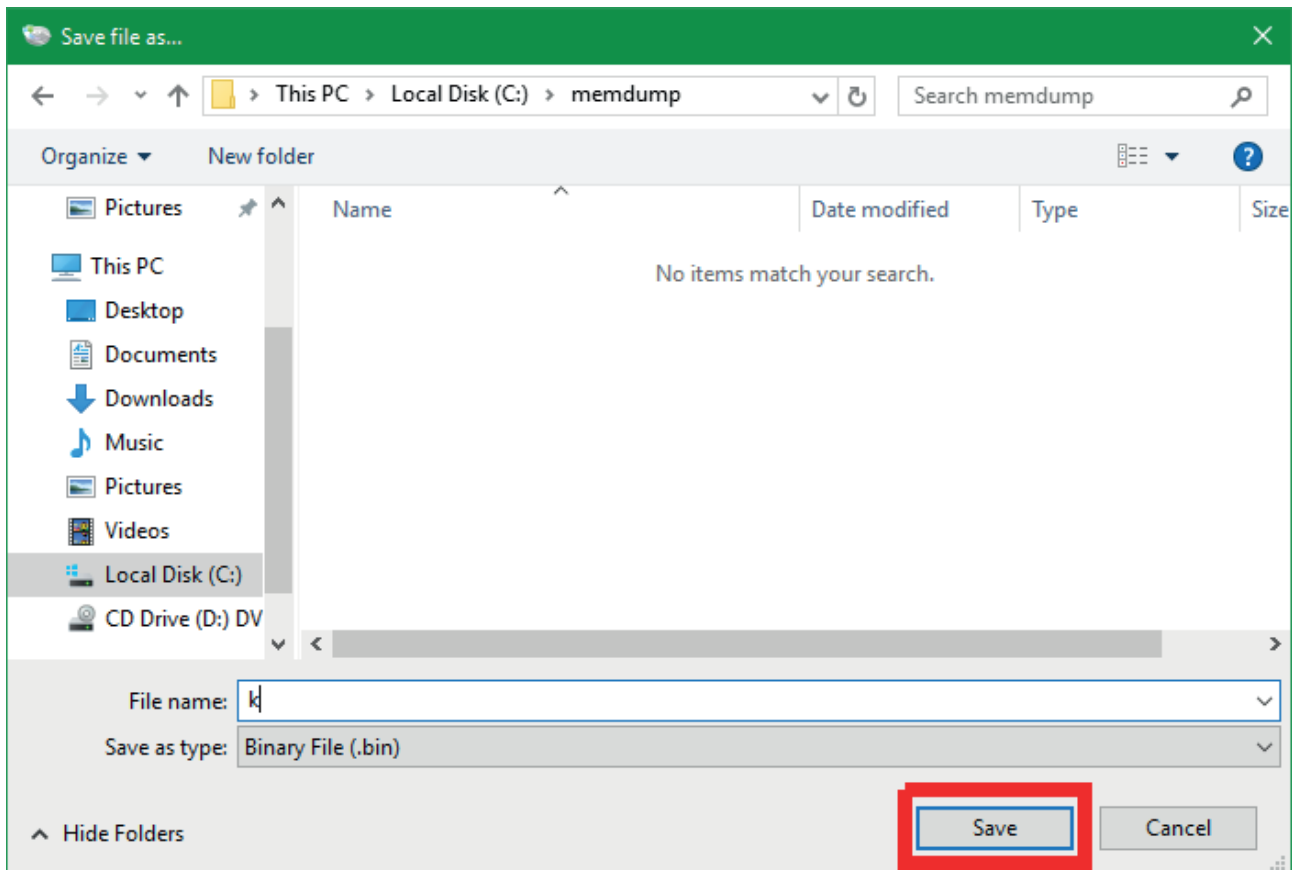 Save file as...
This PC > Local Disk (C:) > memdump
Search memdump
Organize
New folder
?
Name
Date modified
Type
Size
No items match your search.
Pictures
This PC
Desktop
Documents
Downloads
Music
Pictures
Videos
Local Disk (C:)
CD Drive (D:) DV
File name: k
Save as type: Binary File (.bin)
Hide Folders
Save
Cancel